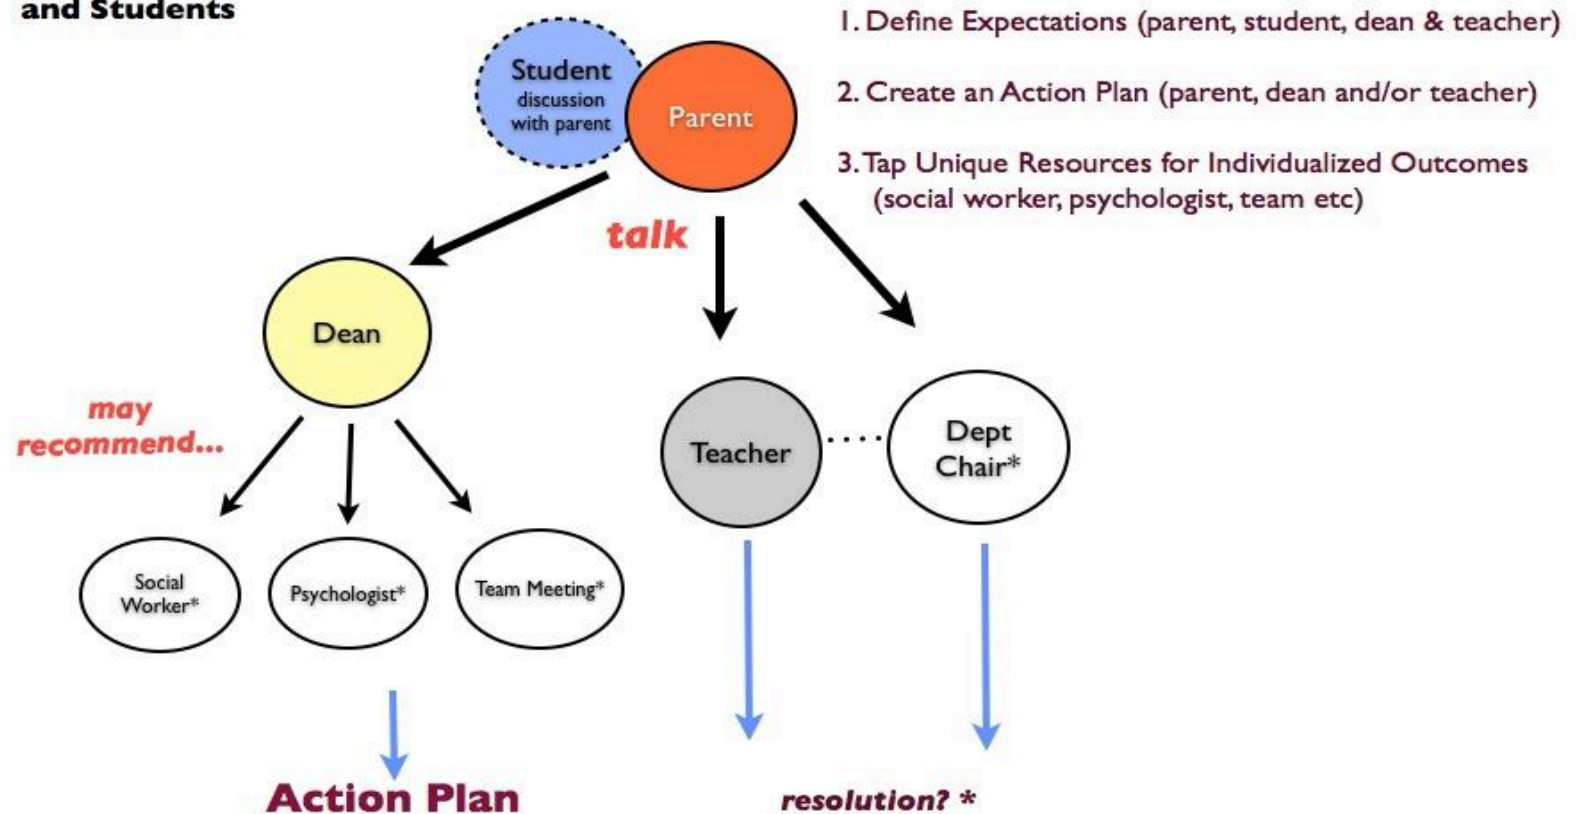 and Students
1. Define Expectations (parent, student, dean & teacher)
2. Create an Action Plan (parent, dean and/or teacher)
3. Tap Unique Resources for Individualized Outcomes
(social worker, psychologist, team etc)
Student
discussion
with parent
Parent
talk
Dean
may
recommend...
Teacher
Dept
Chair*
Social
Worker*
Psychologist*
Team Meeting*
Action Plan
resolution? *